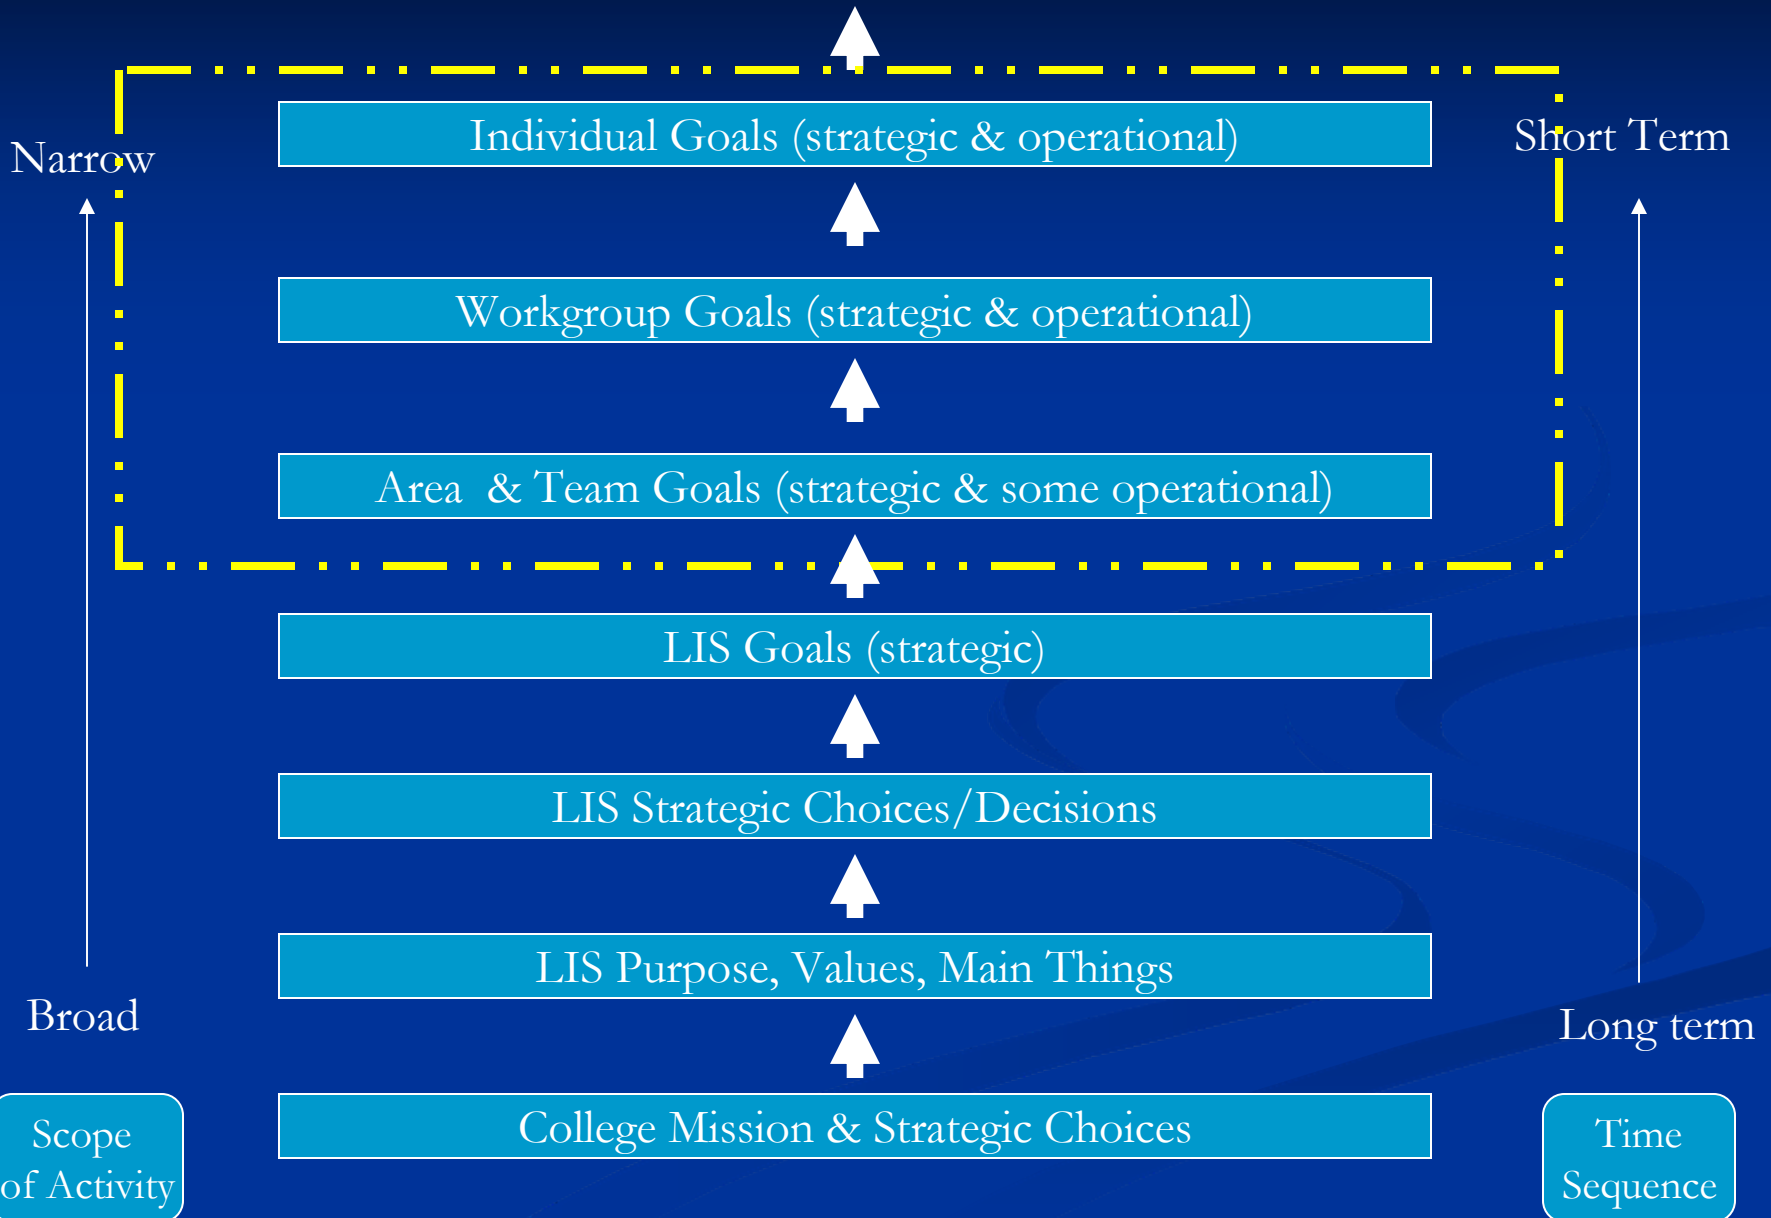 Individual Goals (strategic & operational)
Narrow
Short Term
Workgroup Goals (strategic & operational)
Area & Team Goals (strategic & some operational)
LIS Goals (strategic)
LIS Strategic Choices/Decisions
LIS Purpose, Values, Main Things
Broad
Long term
College Mission & Strategic Choices
Scope
of Activity
Time
Sequence